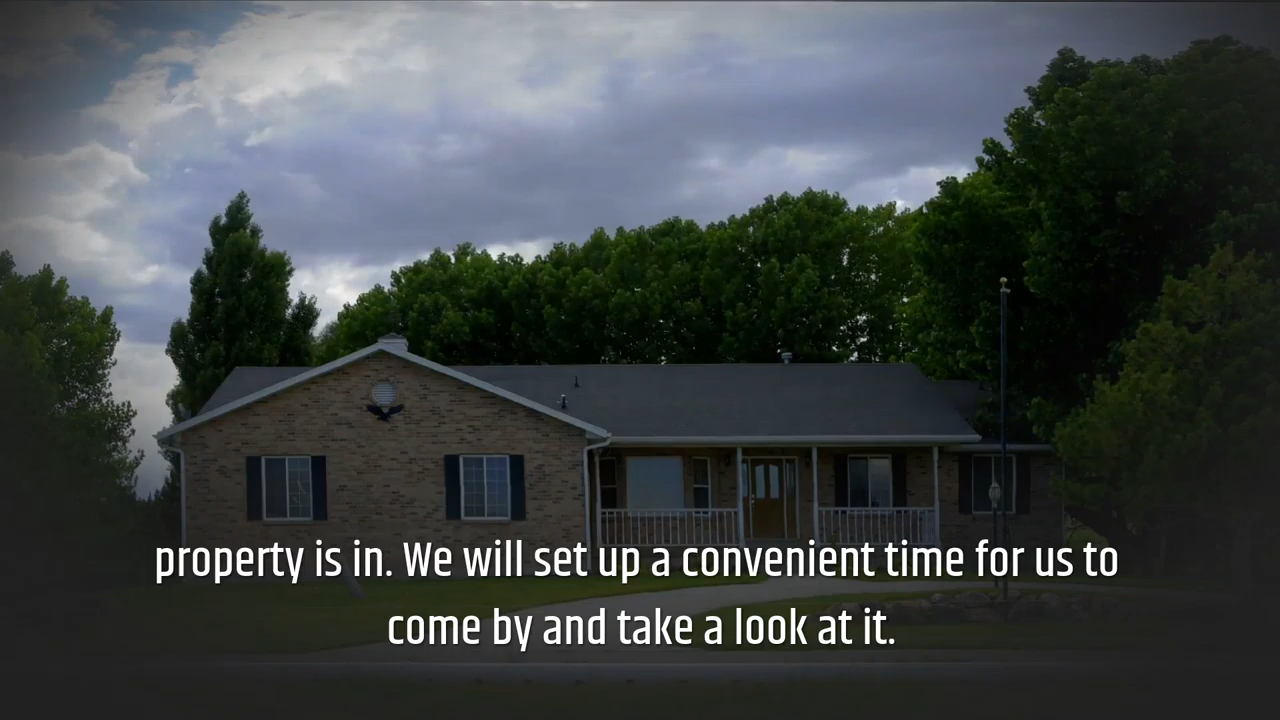 property is in. We will set up a convenient time for us to
come by and take a look at it.